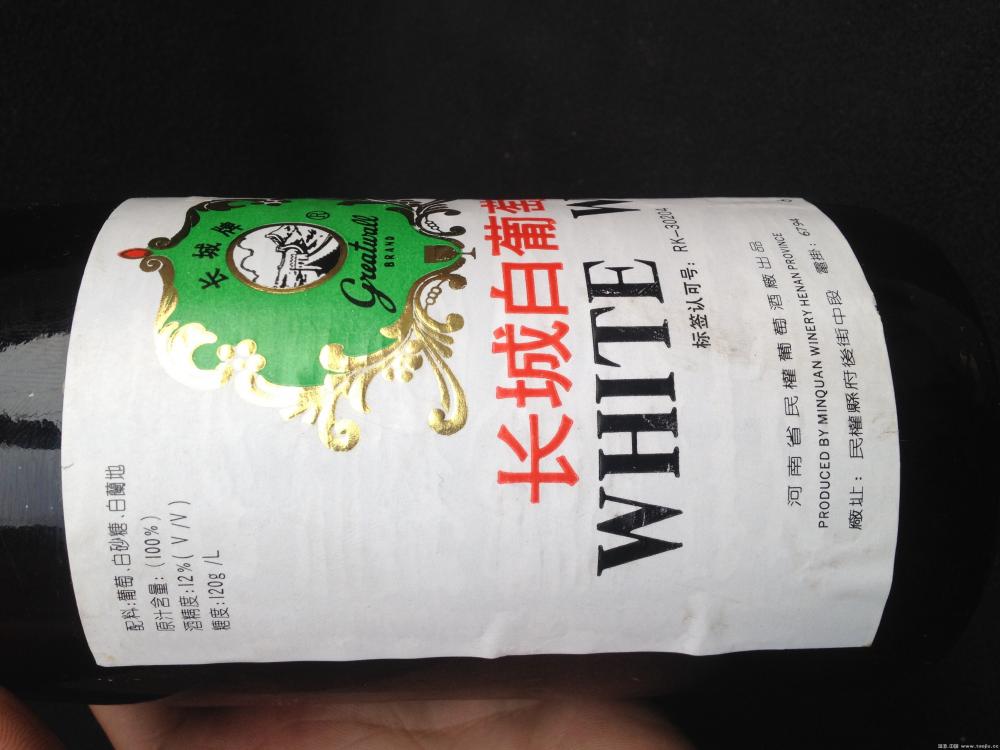 长城牌
®
Greatwall
BRAND
配料:葡萄、白砂糖、白蘭地
原汁含量:(100%)
酒精度:12%(V/V)
糖度:120g/L
长城白葡萄
WHITE W
标签认可号: RK-30204
河南省民權葡萄酒廠出品
PRODUCED BY MINQUAN WINERY HENAN PROVINCE
廠址: 民權縣府後街中段 電掛: 6794